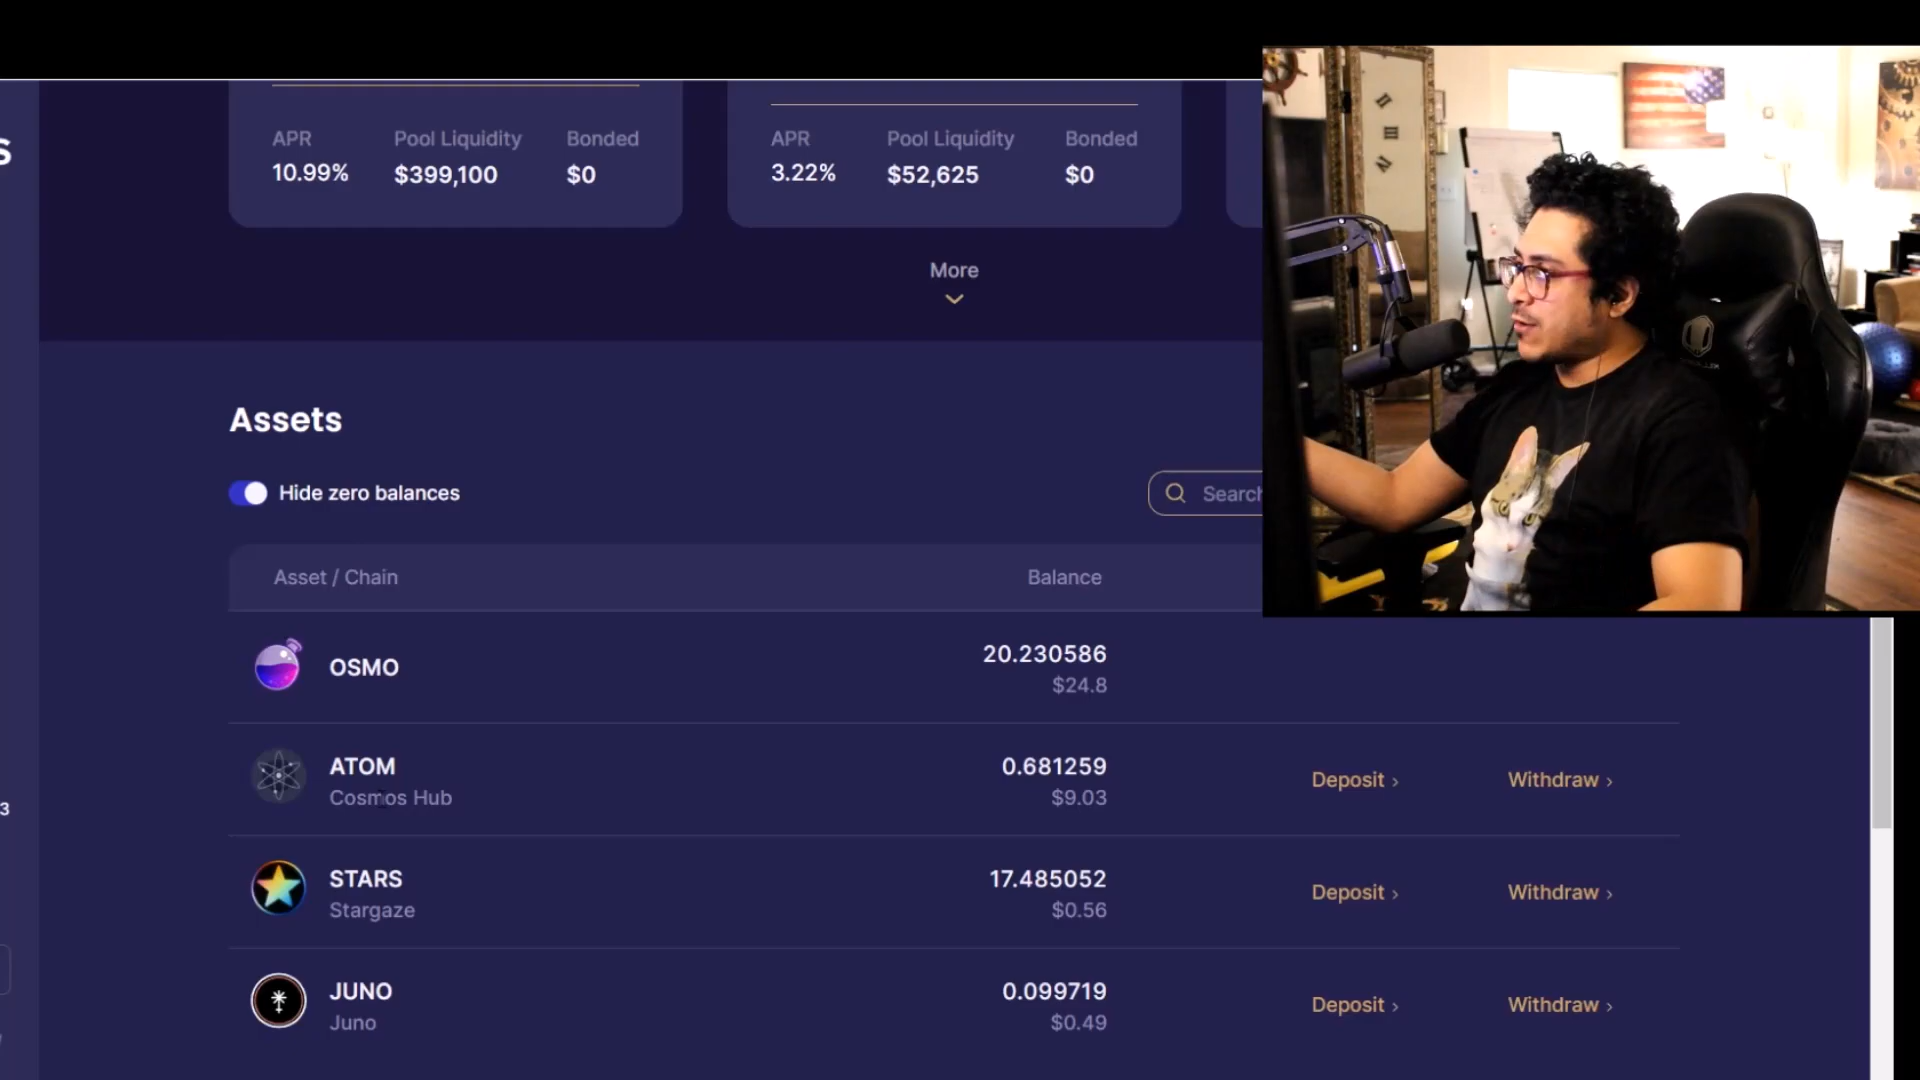 S
APR Pool Liquidity Bonded
10.99% $399,100 $0
APR Pool Liquidity Bonded
3.22% $52,625 $0
More
Assets
Hide zero balances
Search
Asset / Chain Balance
OSMO 20.230586
$24.8
ATOM 0.681259 Deposit › Withdraw ›
Cosmos Hub $9.03
3
STARS 17.485052 Deposit › Withdraw ›
Stargaze $0.56
JUNO 0.099719 Deposit › Withdraw ›
Juno $0.49